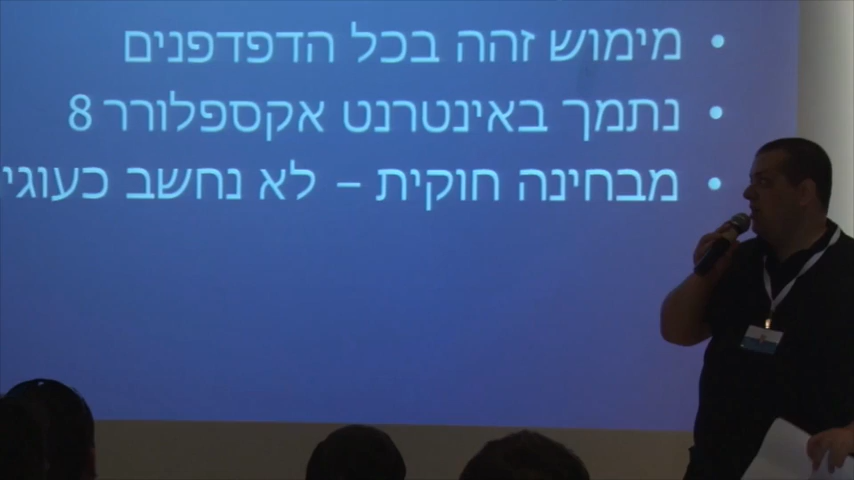 • מימוש זהה בכל הדפדפנים
• נתמך באינטרנט אקספלורר 8
• מבחינה חוקית – לא נחשב כעוגי